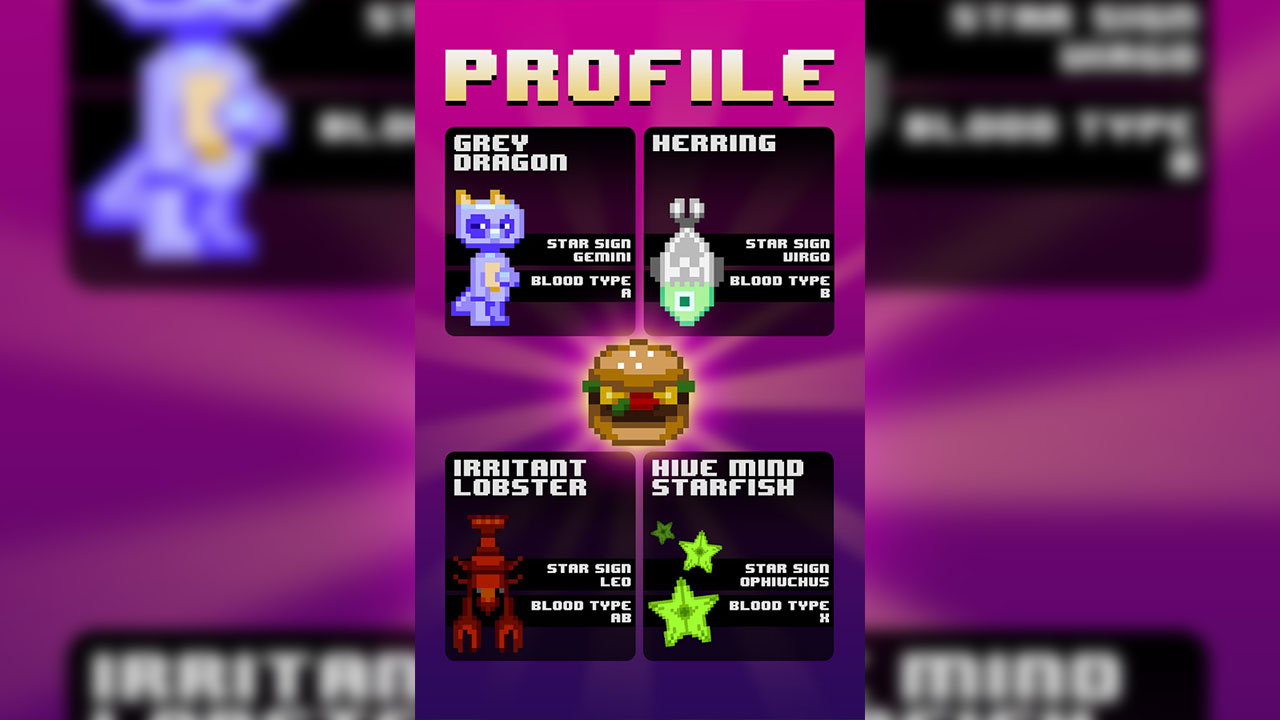 PROFILE
GREY
DRAGON
STAR SIGN
GEMINI
BLOOD TYPE
A
HERRING
STAR SIGN
VIRGO
BLOOD TYPE
B
IRRITANT
LOBSTER
STAR SIGN
LEO
BLOOD TYPE
AB
HIVE MIND
STARFISH
STAR SIGN
OPHIUCHUS
BLOOD TYPE
X